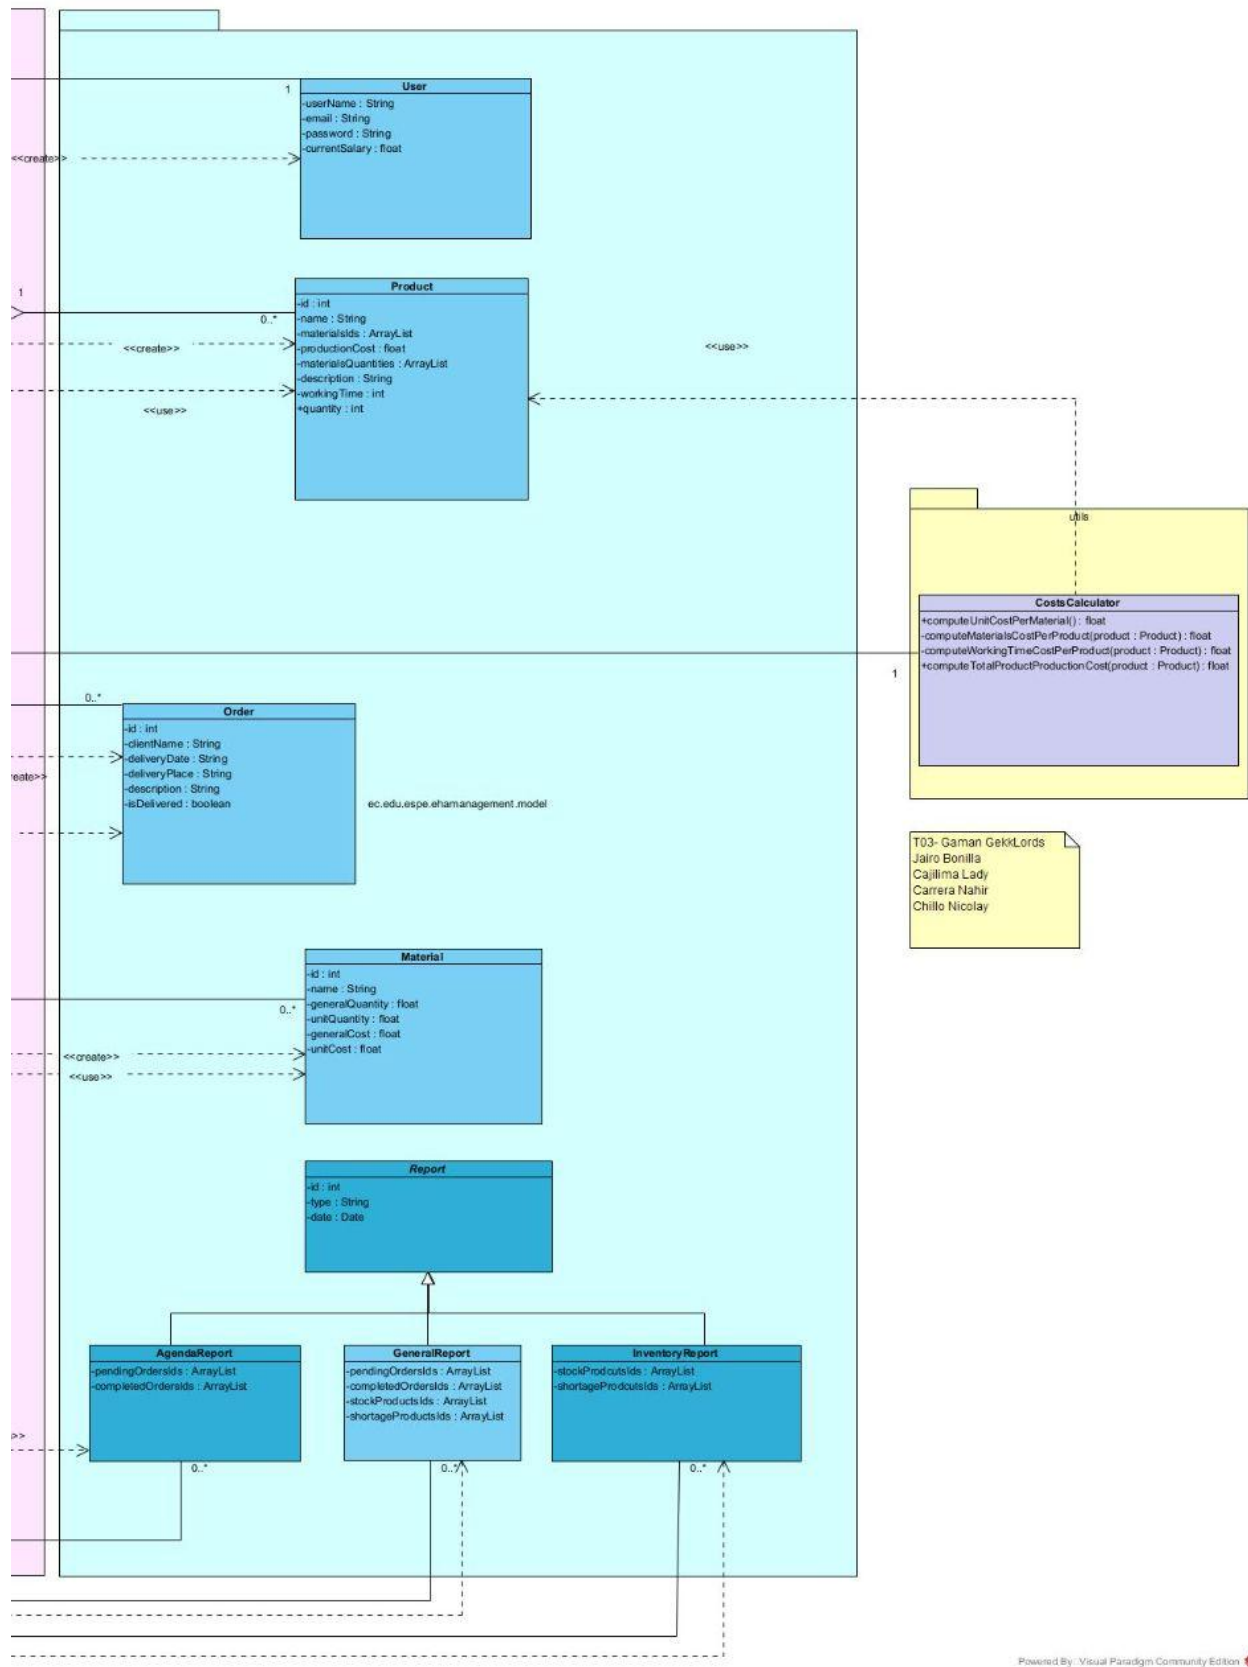 1
User
-userName : String
-email : String
-password : String
-currentSalary : float
<<create>>
Product
1
-id : int
0..*
-name : String
-materialsIds : ArrayList
<<create>>
-productionCost : float
<<use>>
-materialsQuantities : ArrayList
-description : String
-workingTime : int
<<use>>
+quantity : int
utils
CostsCalculator
+computeUnitCostPerMaterial() : float
-computeMaterialsCostPerProduct(product : Product) : float
-computeWorkingTimeCostPerProduct(product : Product) : float
+computeTotalProductProductionCost(product : Product) : float
1
0..*
Order
-id : int
-clientName : String
-deliveryDate : String
-deliveryPlace : String
-description : String
-isDelivered : boolean
eate>>
ec.edu.espe.ehamanagement.model
T03- Gaman GekkLords
Jairo Bonilla
Cajilima Lady
Carrera Nahir
Chillo Nicolay
Material
-id : int
-name : String
-generalQuantity : float
0..*
-unitQuantity : float
-generalCost : float
-unitCost : float
<<create>>
<<use>>
Report
-id : int
-type : String
-date : Date
AgendaReport
-pendingOrdersIds : ArrayList
-completedOrdersIds : ArrayList
GeneralReport
-pendingOrdersIds : ArrayList
-completedOrdersIds : ArrayList
-stockProductsIds : ArrayList
-shortageProductsIds : ArrayList
InventoryReport
-stockProdcutsIds : ArrayList
-shortageProdcutsIds : ArrayList
>>
0..*
0..*
0..*
Powered By Visual Paradigm Community Edition